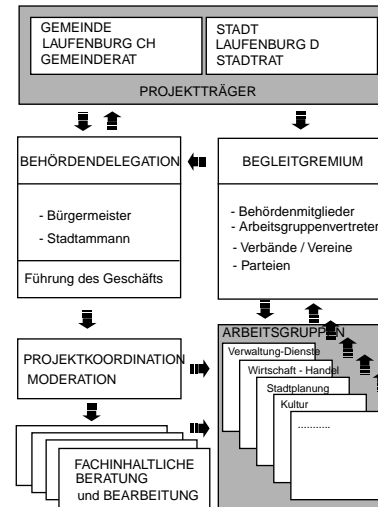 GEMEINDE
LAUFENBURG CH
GEMEINDERAT
STADT
LAUFENBURG D
STADTRAT
PROJEKTTRÄGER
BEHÖRDENDELEGATION
- Bürgermeister
- Stadtammann
Führung des Geschäfts
BEGLEITGREMIUM
- Behördenmitglieder
- Arbeitsgruppenvertreter
- Verbände / Vereine
- Parteien
PROJEKTKOORDINATION
MODERATION
ARBEITSGRUPPEN
Verwaltung-Dienste
Wirtschaft - Handel
Stadtplanung
Kultur
...........
FACHINHALTLICHE
BERATUNG
und BEARBEITUNG